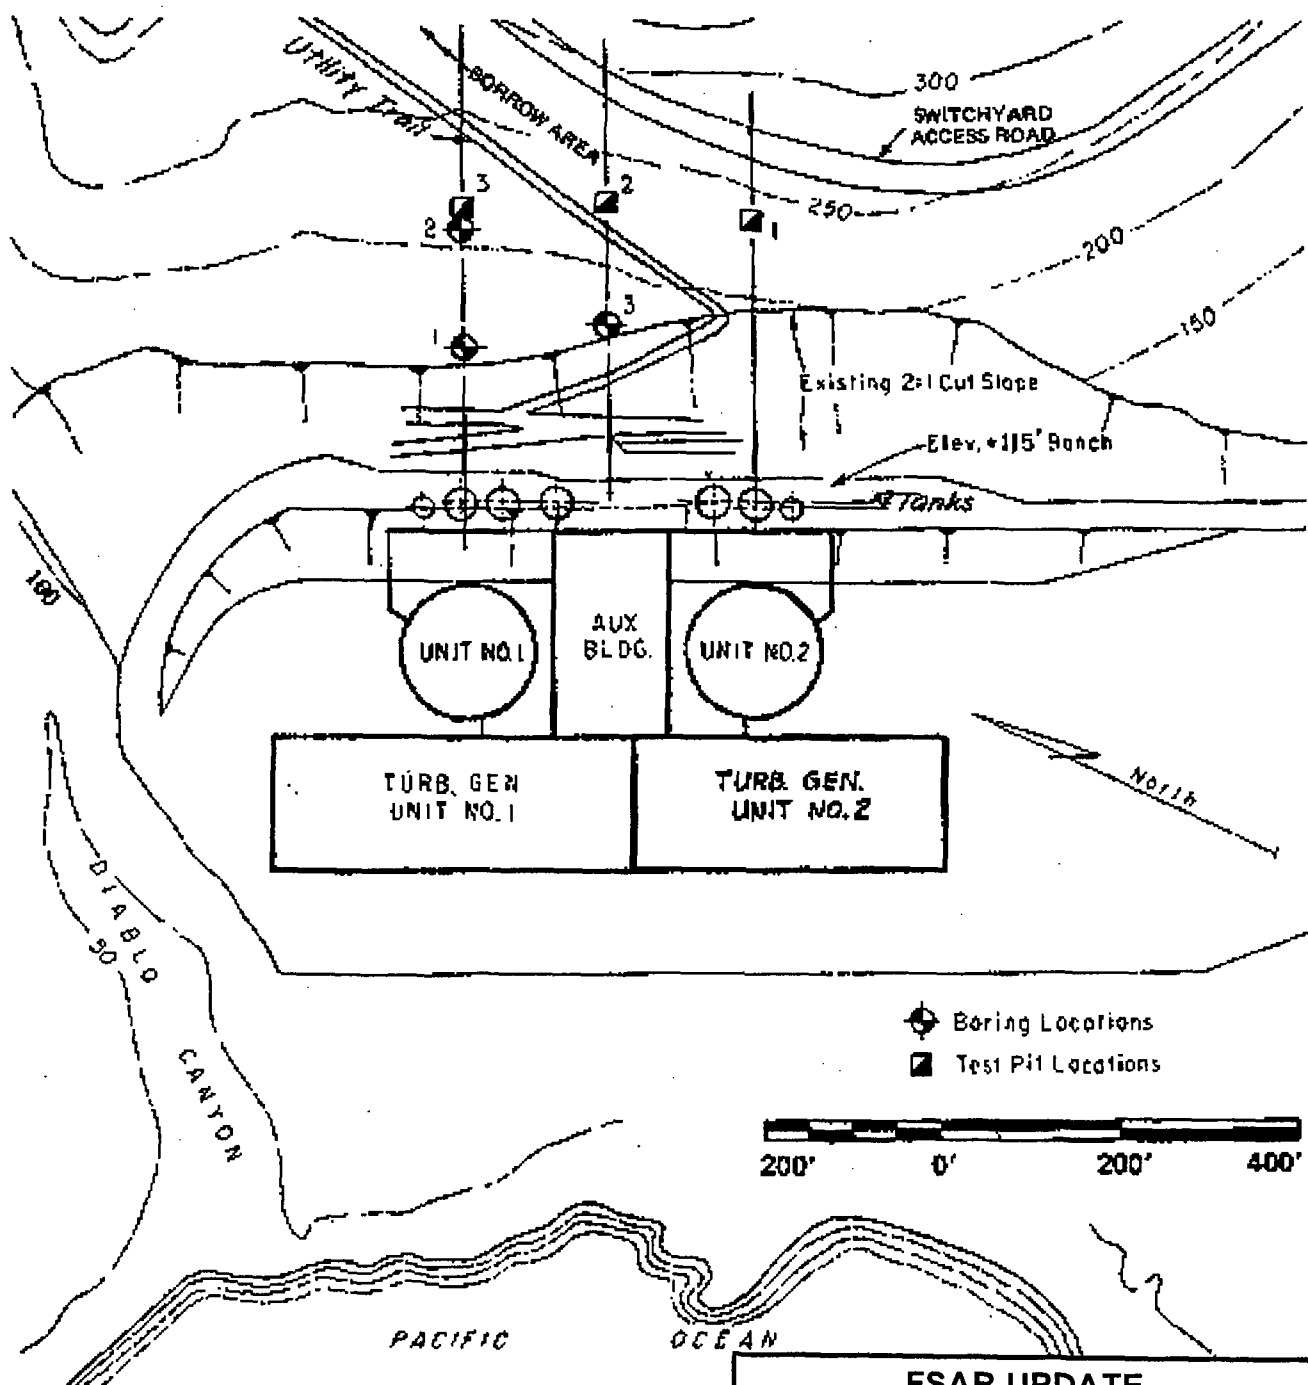 Utility Trail
BORROW AREA
300
SWITCHYARD
ACCESS ROAD
3
2
2
1
250
200
3
1
150
Existing 2:1 Cut Slope
Elev. +115' Banch
Tanks
100
UNIT NO.1
AUX
BLDG.
UNIT NO.2
TURB. GEN
UNIT NO.1
TURB. GEN.
UNIT NO.2
North
DIABLO
CANYON
50
Boring Locations
Test Pit Locations
200' 0' 200' 400'
PACIFIC OCEAN
FSAR UPDATE